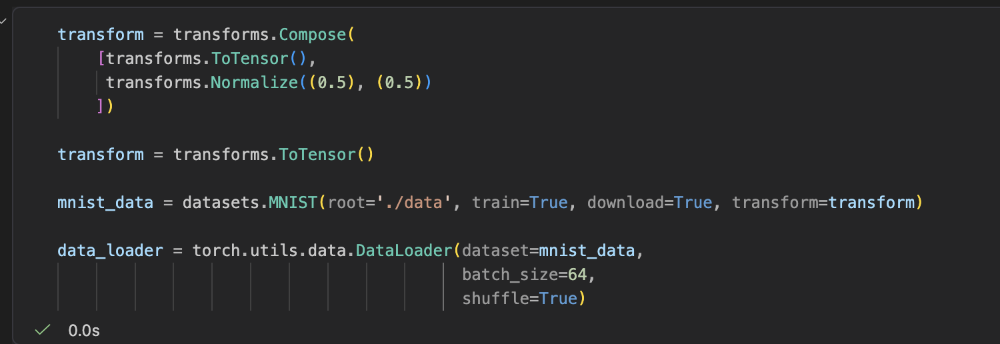 transform = transforms.Compose(
[transforms.ToTensor(),
transforms.Normalize((0.5), (0.5))
])
transform = transforms.ToTensor()
mnist_data = datasets.MNIST(root='./data', train=True, download=True, transform=transform)
data_loader = torch.utils.data.DataLoader(dataset=mnist_data,
batch_size=64,
shuffle=True)
0.0s